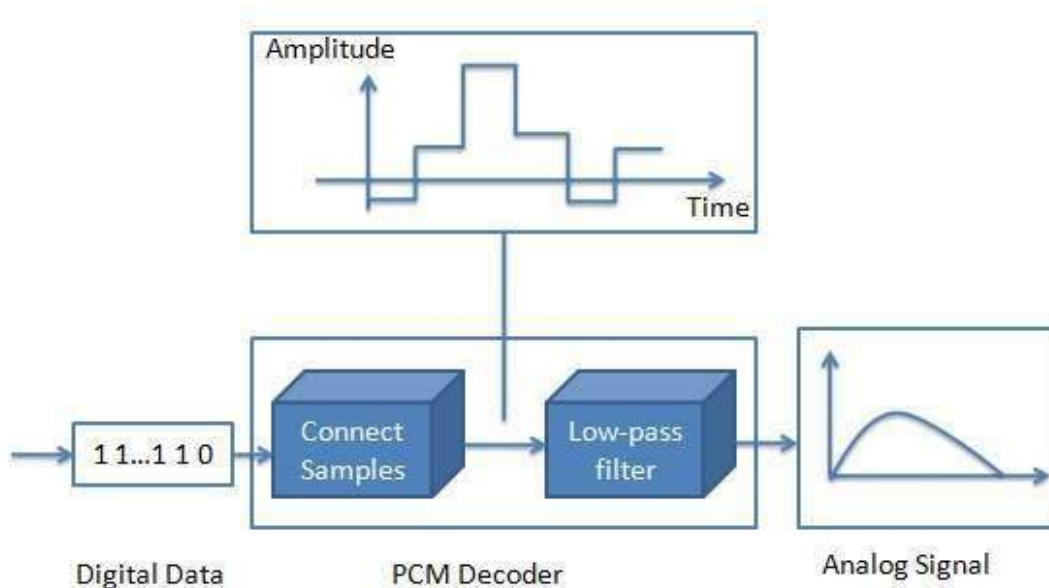 Amplitude
Time
1 1...1 1 0
Connect
Samples
Low-pass
filter
Digital Data
PCM Decoder
Analog Signal